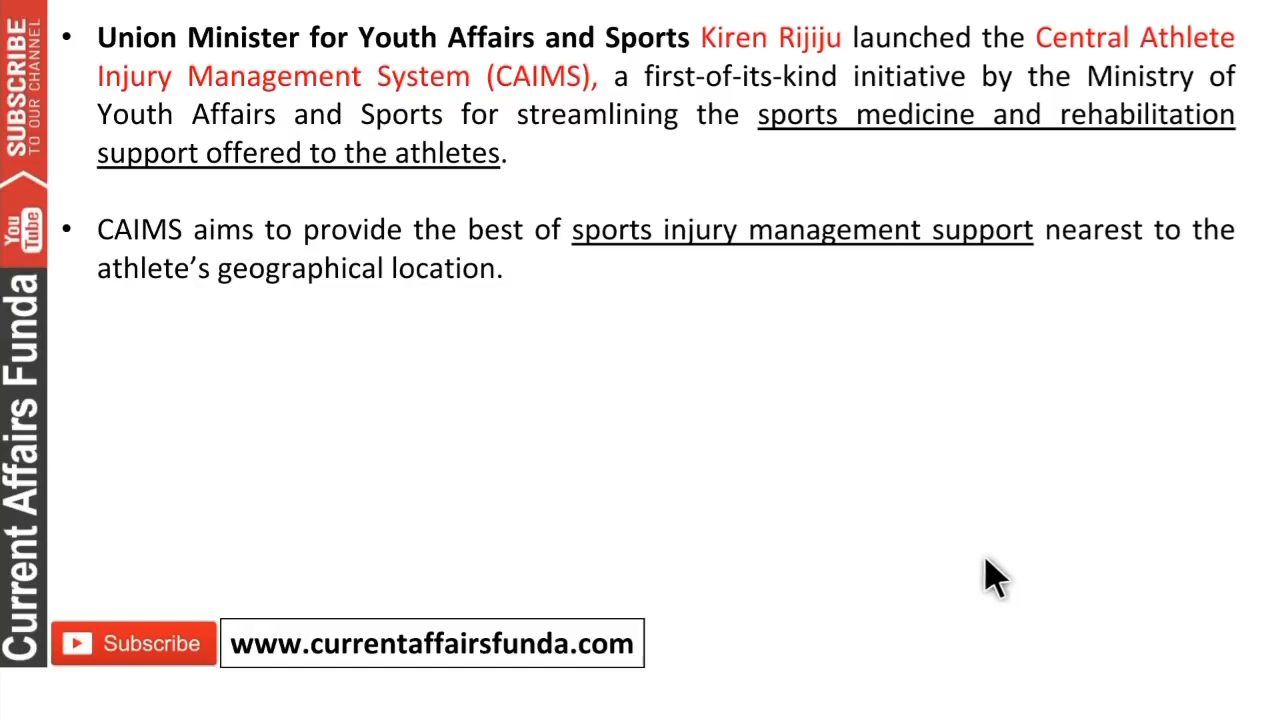 • Union Minister for Youth Affairs and Sports Kiren Rijiju launched the Central Athlete
Injury Management System (CAIMS), a first-of-its-kind initiative by the Ministry of
Youth Affairs and Sports for streamlining the sports medicine and rehabilitation
support offered to the athletes.
• CAIMS aims to provide the best of sports injury management support nearest to the
athlete’s geographical location.
SUBSCRIBE
TO OUR CHANNEL
You
Tube
Current Affairs Funda
Subscribe
www.currentaffairsfunda.com